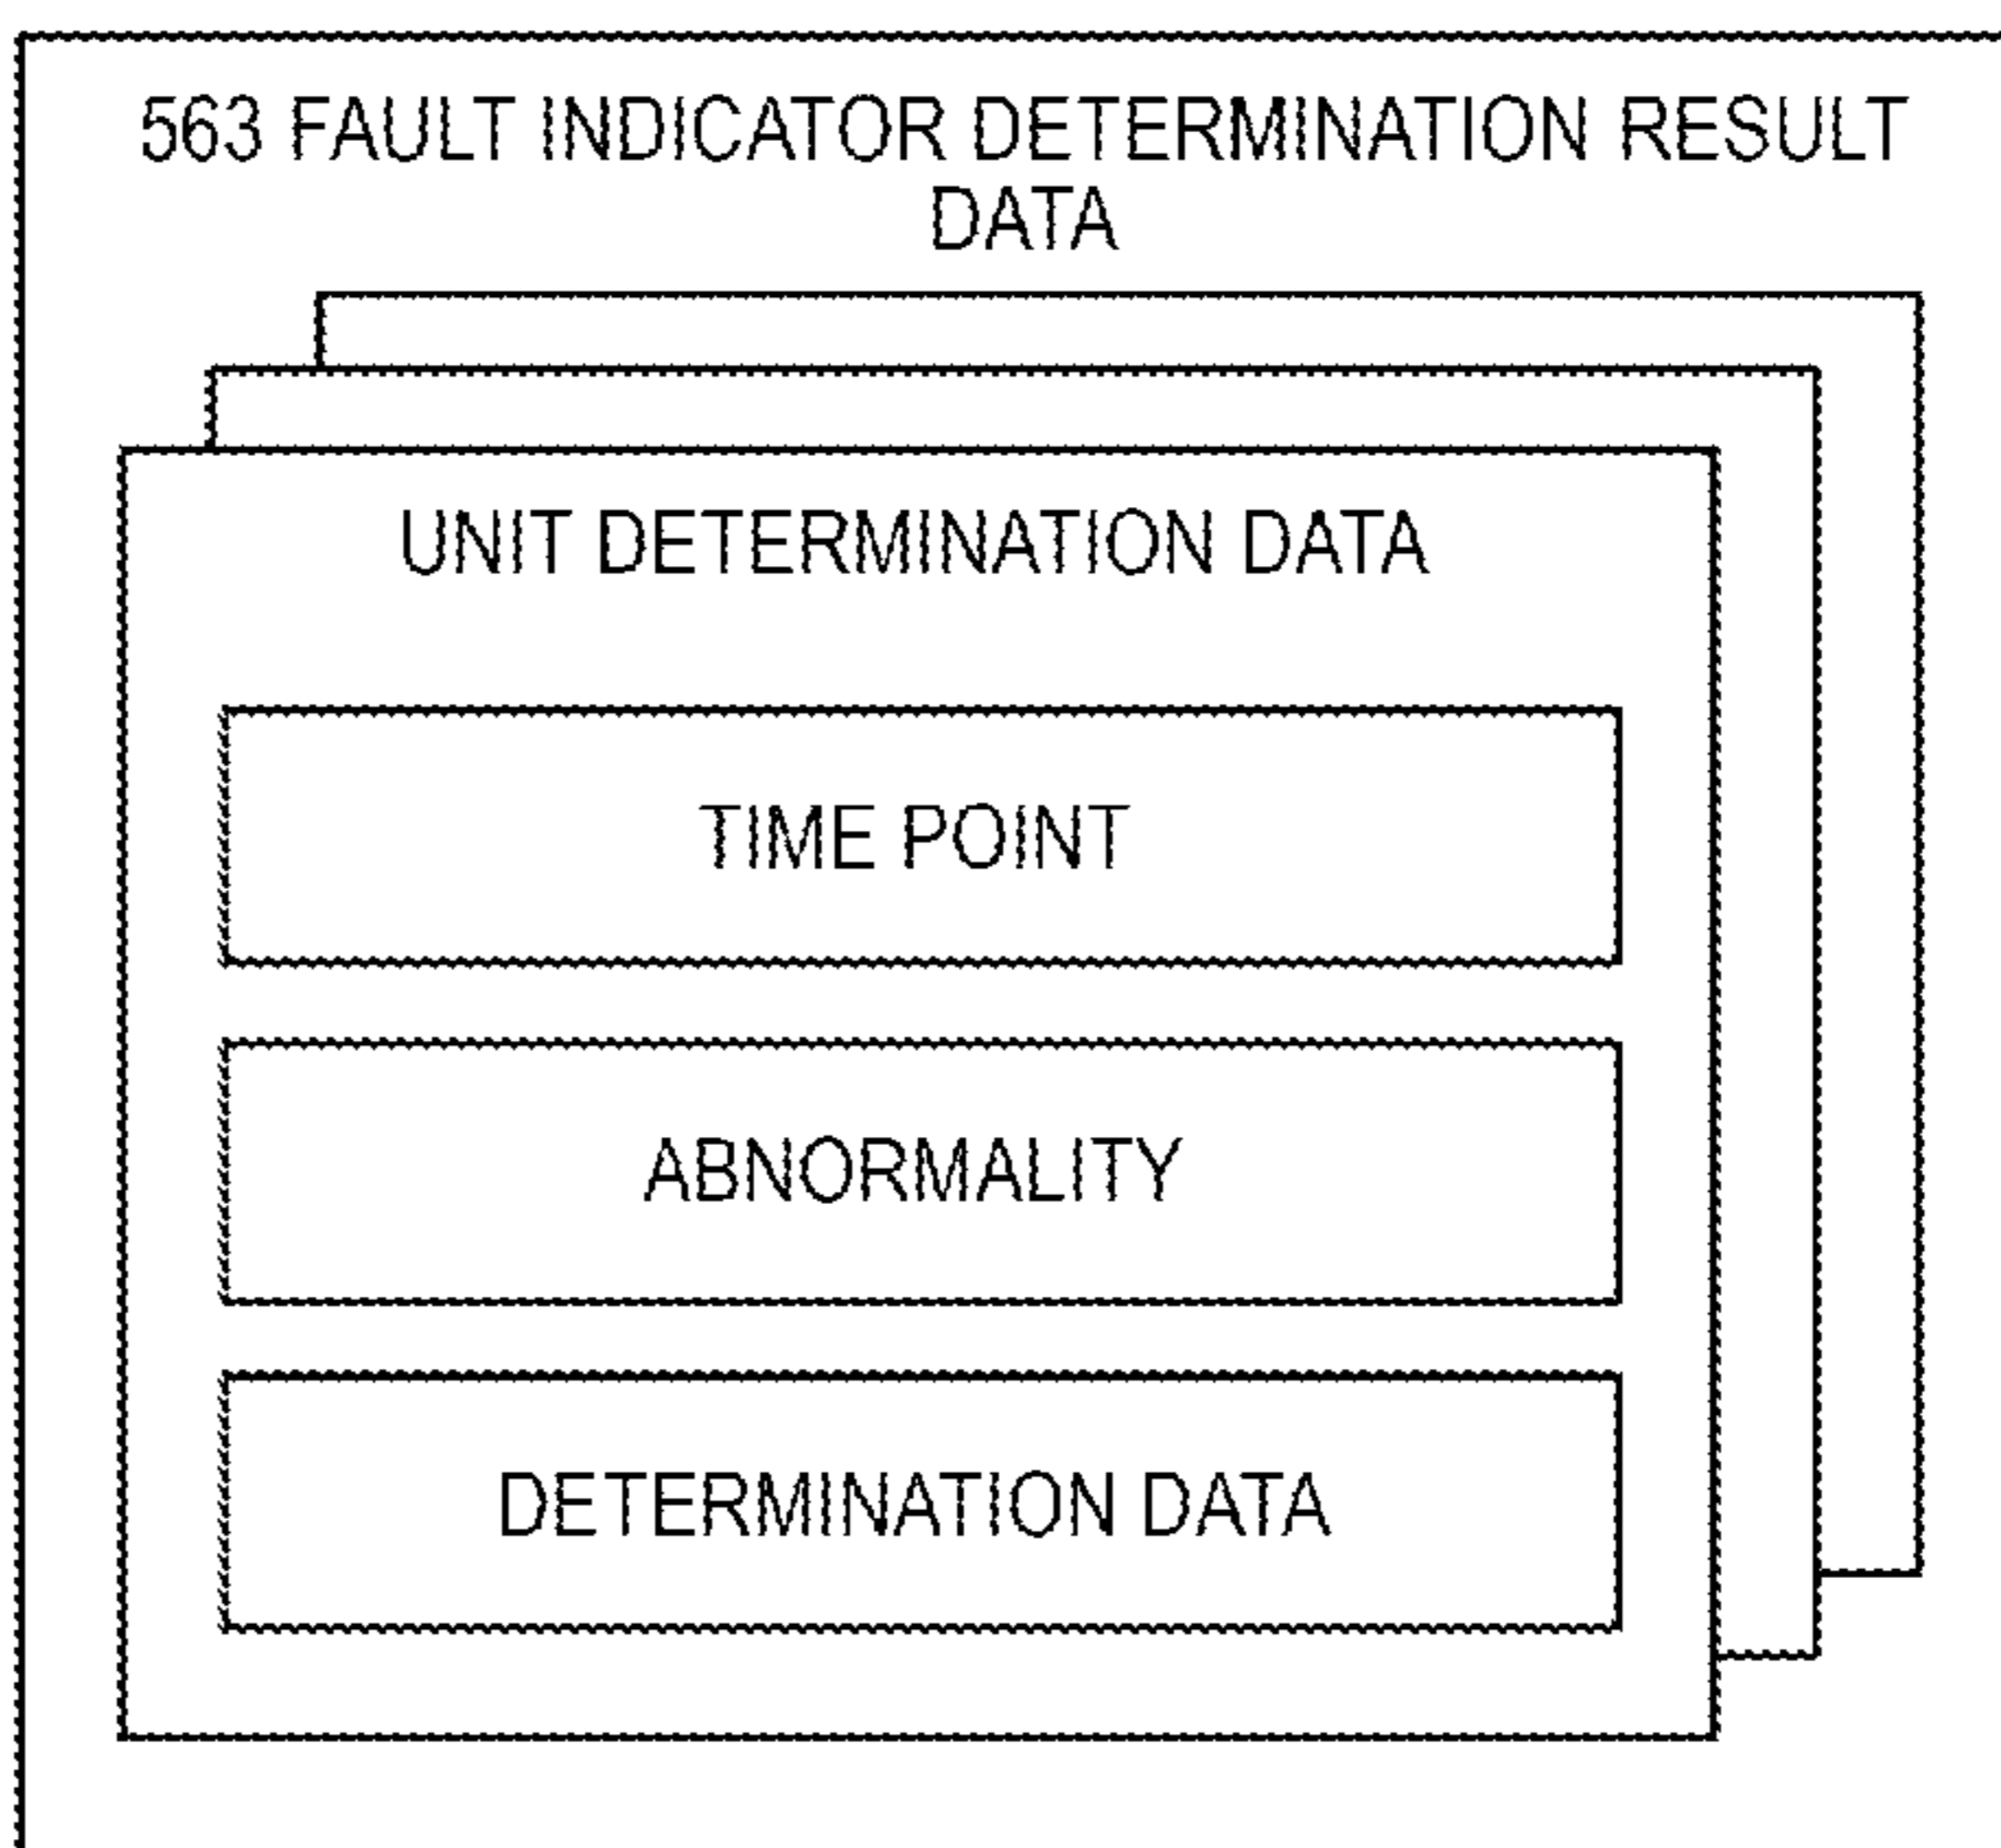 563 FAULT INDICATOR DETERMINATION RESULT
DATA
UNIT DETERMINATION DATA
TIME POINT
ABNORMALITY
DETERMINATION DATA